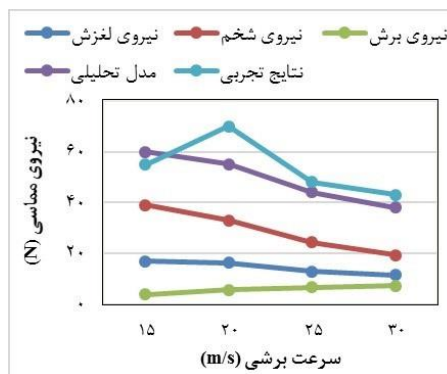 نیروی لغزش نیروی شخم نیروی برش
مدل تحلیلی نتایج تجربی
۸۰
۶۰
۴۰
۲۰
۰
نیروی مماسی
(N)
۱۵ ۲۰ ۲۵ ۳۰
سرعت برشی (m/s)